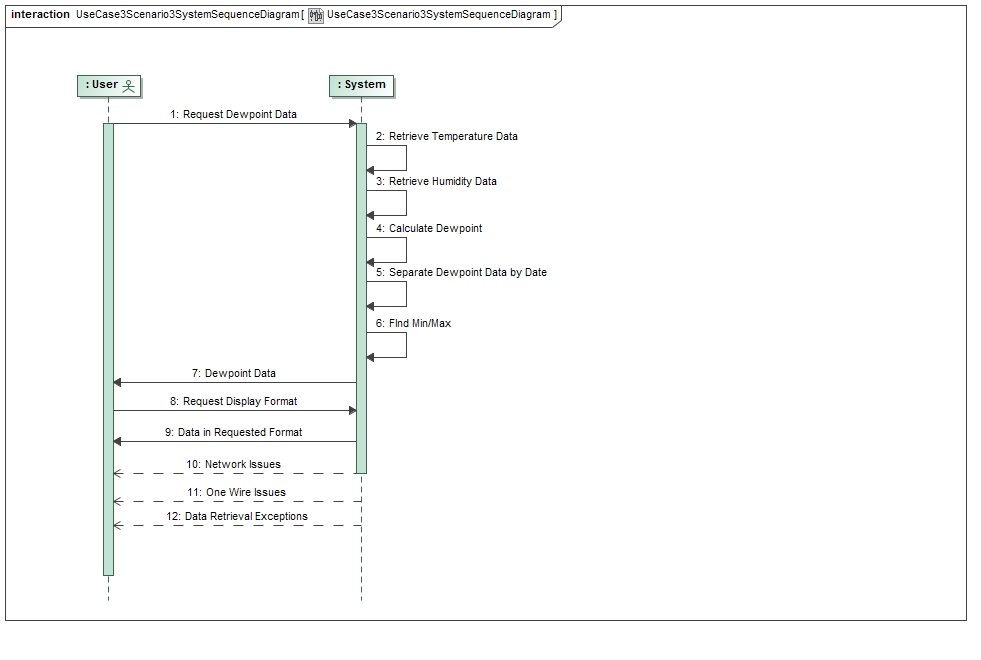 interaction UseCase3Scenario3SystemSequenceDiagram [ UseCase3Scenario3SystemSequenceDiagram ]
: User
: System
1: Request Dewpoint Data
2: Retrieve Temperature Data
3: Retrieve Humidity Data
4: Calculate Dewpoint
5: Separate Dewpoint Data by Date
6: FInd Min/Max
7: Dewpoint Data
8: Request Display Format
9: Data in Requested Format
10: Network Issues
11: One Wire Issues
12: Data Retrieval Exceptions